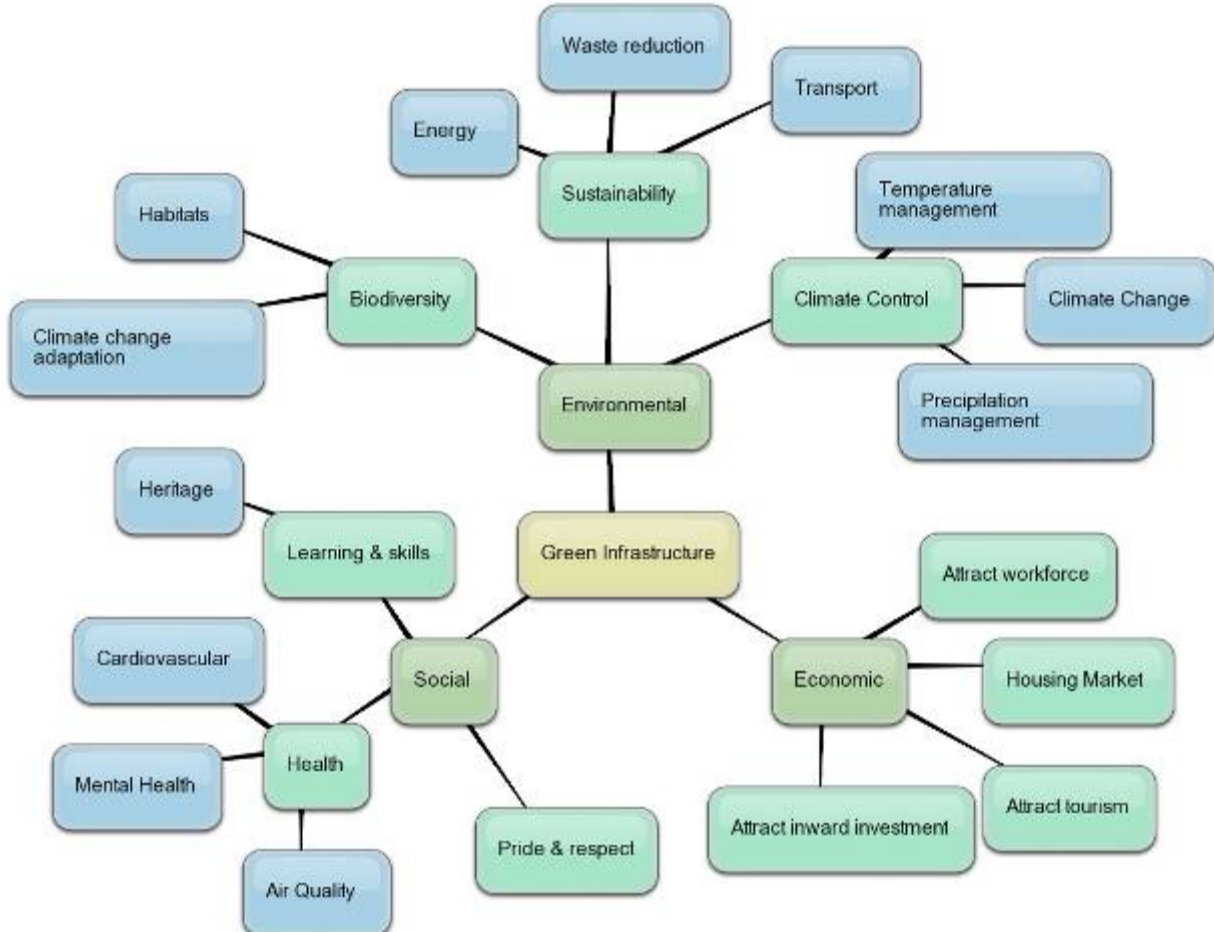 Waste reduction
Transport
Energy
Sustainability
Temperature
management
Habitats
Biodiversity
Climate Control
Climate Change
Climate change
adaptation
Environmental
Precipitation
management
Heritage
Learning & skills
Green Infrastructure
Attract workforce
Cardiovascular
Social
Economic
Housing Market
Mental Health
Health
Attract tourism
Attract inward investment
Pride & respect
Air Quality